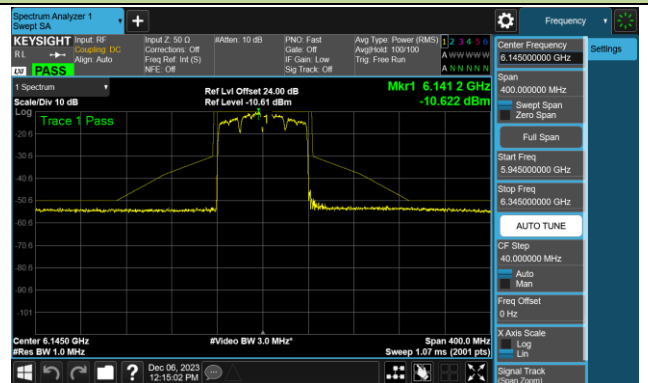 Spectrum Analyzer 1
Swept SA
Frequency
KEYSIGHT
RL
LXI
PASS
Input: RF
Coupling: DC
Align: Auto
Input Z: 50 Ω
Corrections: Off
Freq Ref: Int (S)
NFE: Off
#Atten: 10 dB
PNO: Fast
Gate: Off
IF Gain: Low
Sig Track: Off
Avg Type: Power (RMS)
Avg|Hold: 100/100
Trig: Free Run
1 2 3 4 5 6
A W W W W W
A N N N N N
1 Spectrum
Scale/Div 10 dB
Ref Lvl Offset 24.00 dB
Ref Level -10.61 dBm
Mkr1 6.141 2 GHz
-10.622 dBm
Log
Trace 1 Pass
1
-20.6
-30.6
-40.6
-50.6
-60.6
-70.6
-80.6
-90.6
-101
Center 6.1450 GHz
#Res BW 1.0 MHz
#Video BW 3.0 MHz*
Span 400.0 MHz
Sweep 1.07 ms (2001 pts)
Dec 06, 2023
12:15:02 PM
Center Frequency
6.145000000 GHz
Settings
Span
400.000000 MHz
Swept Span
Zero Span
Full Span
Start Freq
5.945000000 GHz
Stop Freq
6.345000000 GHz
AUTO TUNE
CF Step
40.000000 MHz
Auto
Man
Freq Offset
0 Hz
X Axis Scale
Log
Lin
Signal Track
(Span Zoom)